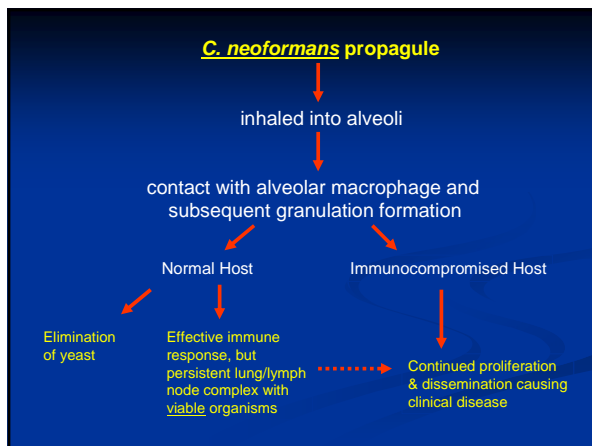 C. neoformans propagule
inhaled into alveoli
contact with alveolar macrophage and
subsequent granulation formation
Normal Host
Immunocompromised Host
Elimination
of yeast
Effective immune
response, but
persistent lung/lymph
node complex with
viable organisms
Continued proliferation
& dissemination causing
clinical disease